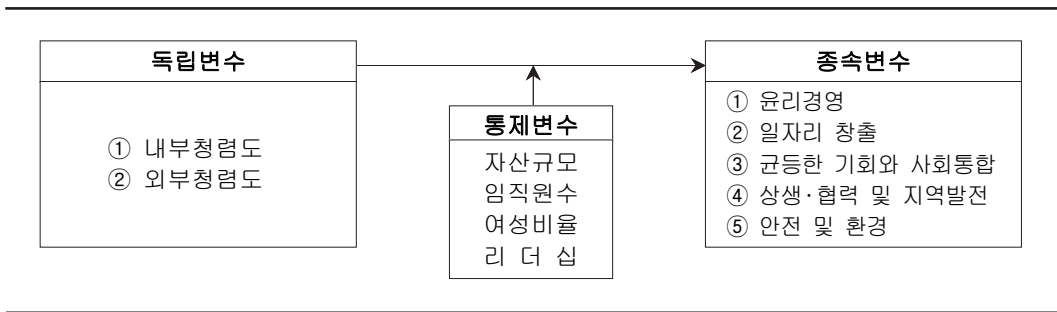 독립변수
① 내부청렴도
② 외부청렴도
통제변수
자산규모
임직원수
여성비율
리 더 십
종속변수
① 윤리경영
② 일자리 창출
③ 균등한 기회와 사회통합
④ 상생·협력 및 지역발전
⑤ 안전 및 환경